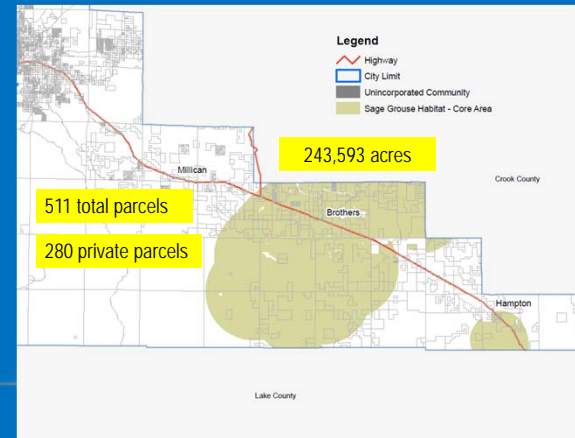 Legend
Highway
City Limit
Unincorporated Community
Sage Grouse Habitat - Core Area
243,593 acres
Millican
Crook County
511 total parcels
Brothers
280 private parcels
Hampton
Lake County